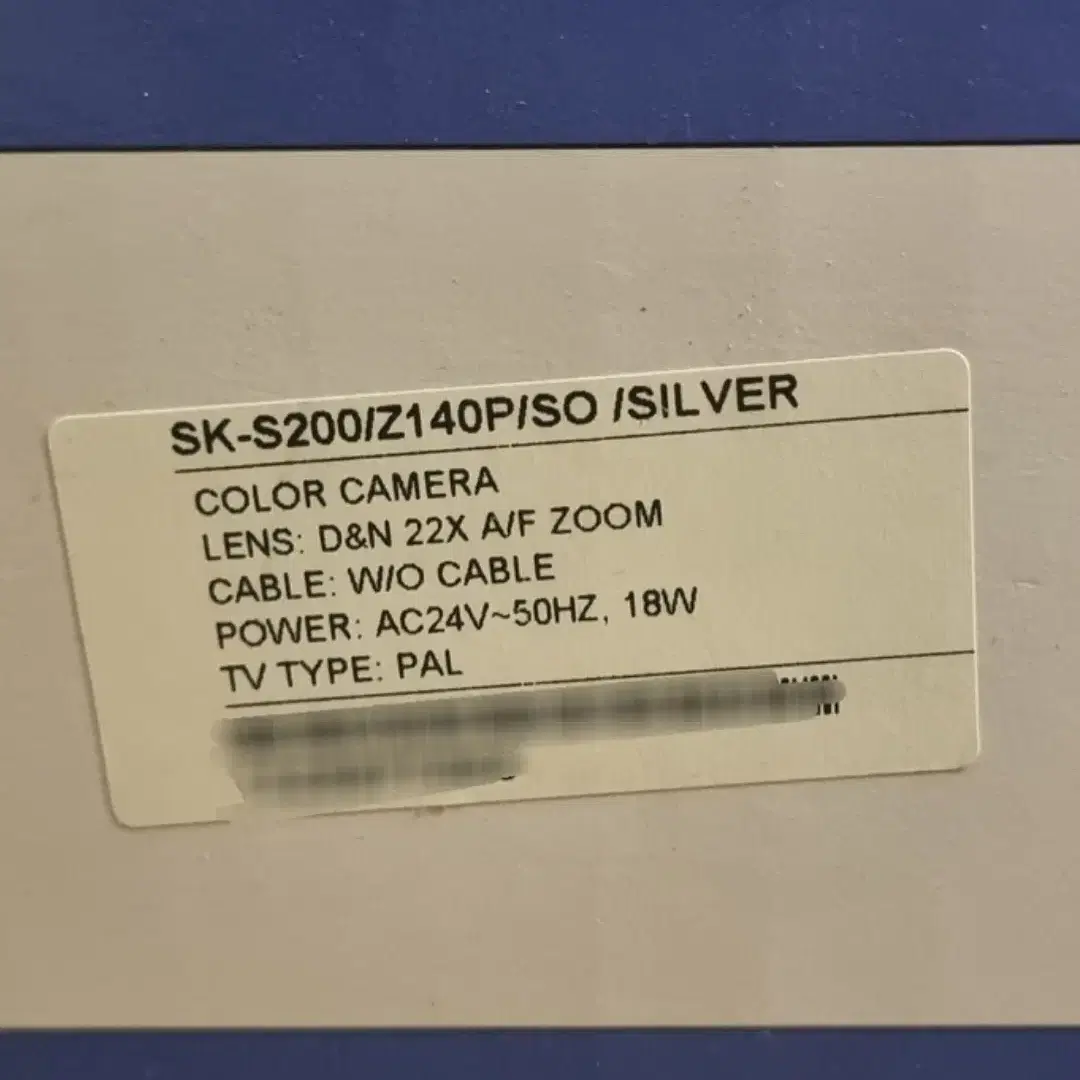 SK-S200/Z140P/SO /SILVER
COLOR CAMERA
LENS: D&N 22X A/F ZOOM
CABLE: W/O CABLE
POWER: AC24V~50HZ, 18W
TV TYPE: PAL